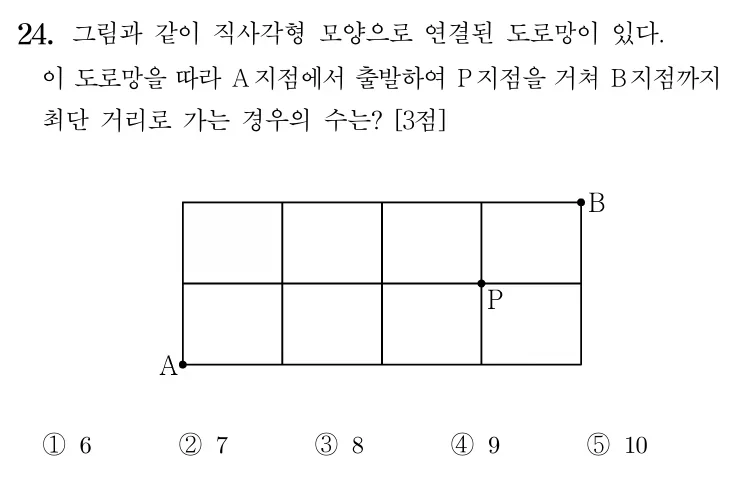 24. 그림과 같이 직사각형 모양으로 연결된 도로망이 있다.
이 도로망을 따라 A지점에서 출발하여 P지점을 거쳐 B지점까지
최단 거리로 가는 경우의 수는? [3점]
B
P
A
① 6 ② 7 ③ 8 ④ 9 ⑤ 10